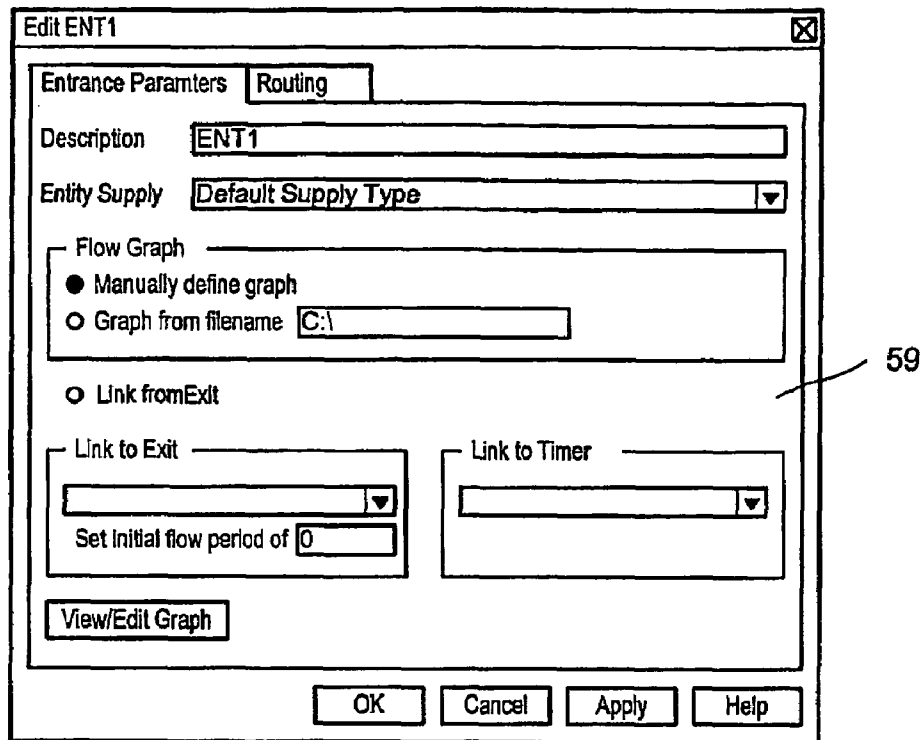 Edit ENT1
Entrance Paramters Routing
Description ENT1
Entity Supply Default Supply Type
Flow Graph
Manually define graph
Graph from filename C:\
59
Link fromExit
Link to Exit Link to Timer
Set initial flow period of 0
View/Edit Graph
OK Cancel Apply Help